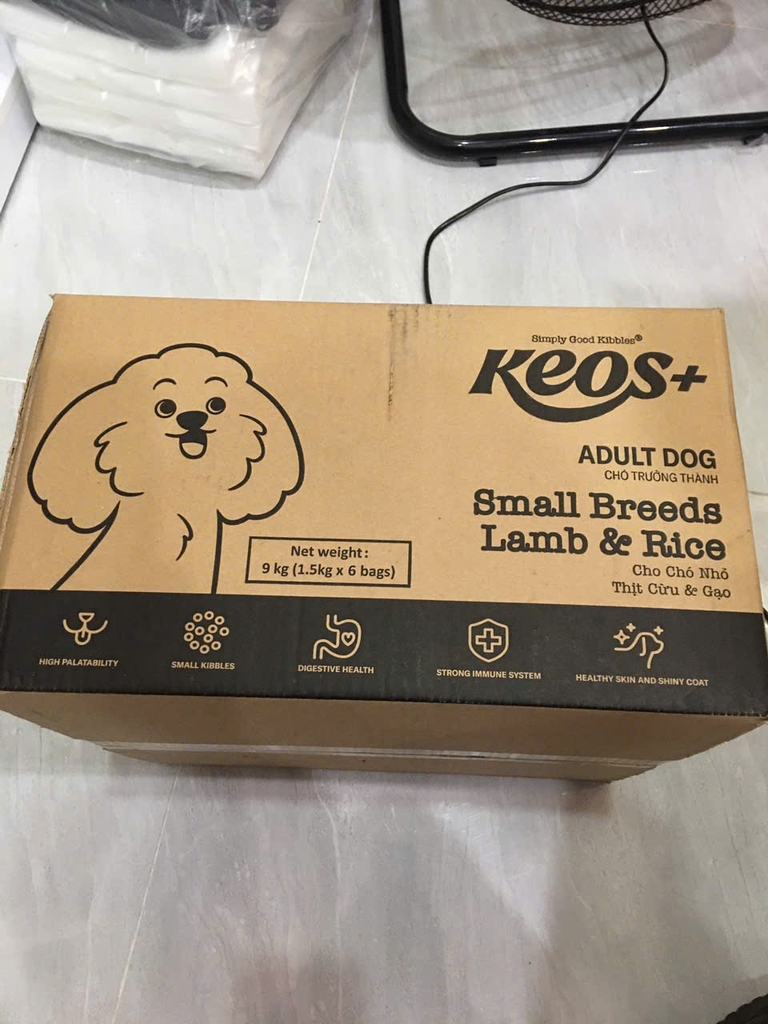 Simply Good Kibbles®
Keos+
ADULT DOG
CHÓ TRƯỞNG THÀNH
Small Breeds
Lamb & Rice
Cho Chó Nhỏ
Thịt Cừu & Gạo
Net weight :
9 kg (1.5kg x 6 bags)
HIGH PALATABILITY
SMALL KIBBLES
DIGESTIVE HEALTH
STRONG IMMUNE SYSTEM
HEALTHY SKIN AND SHINY COAT